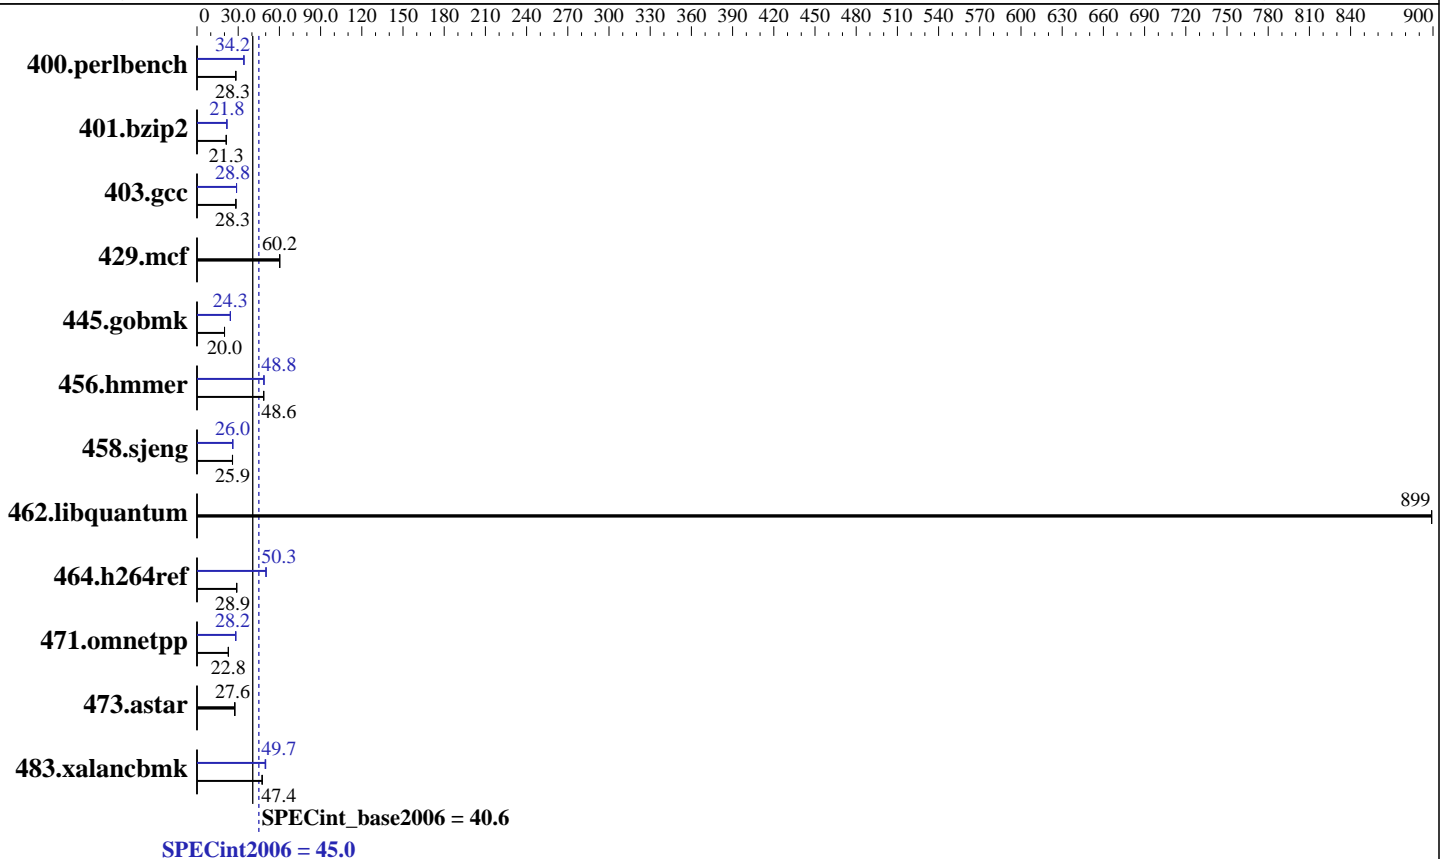 0 30.0 60.0 90.0 120 150 180 210 240 270 300 330 360 390 420 450 480 510 540 570 600 630 660 690 720 750 780 810 840 900
34.2
400.perlbench
28.3
21.8
401.bzip2
21.3
28.8
403.gcc
28.3
60.2
429.mcf
24.3
445.gobmk
20.0
48.8
456.hmmer
48.6
26.0
458.sjeng
25.9
899
462.libquantum
50.3
464.h264ref
28.9
28.2
471.omnetpp
22.8
27.6
473.astar
49.7
483.xalancbmk
47.4
SPECint_base2006 = 40.6
SPECint2006 = 45.0